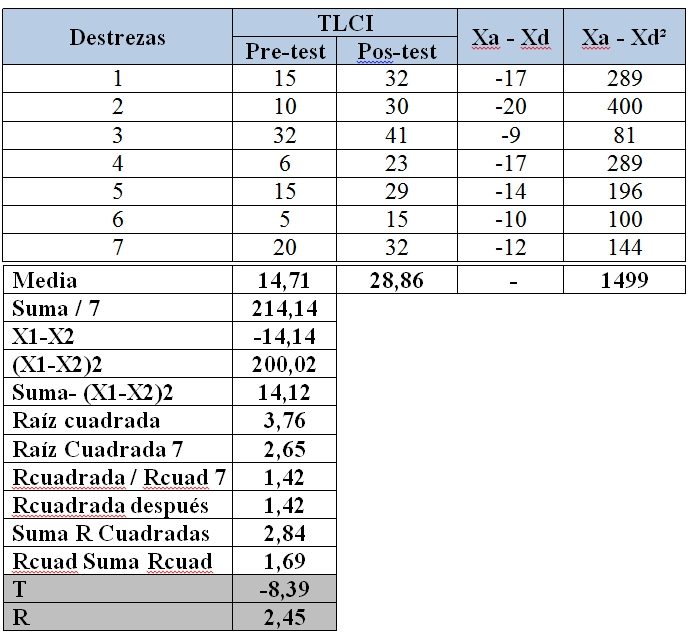 Destrezas TLCI Xa - Xd Xa - Xd²
Pre-test Pos-test
1 15 32 -17 289
2 10 30 -20 400
3 32 41 -9 81
4 6 23 -17 289
5 15 29 -14 196
6 5 15 -10 100
7 20 32 -12 144
Media 14,71 28,86 - 1499
Suma / 7 214,14
X1-X2 -14,14
(X1-X2)2 200,02
Suma- (X1-X2)2 14,12
Raíz cuadrada 3,76
Raíz Cuadrada 7 2,65
Rcuadrada / Rcuad 7 1,42
Rcuadrada después 1,42
Suma R Cuadradas 2,84
Rcuad Suma Rcuad 1,69
T -8,39
R 2,45